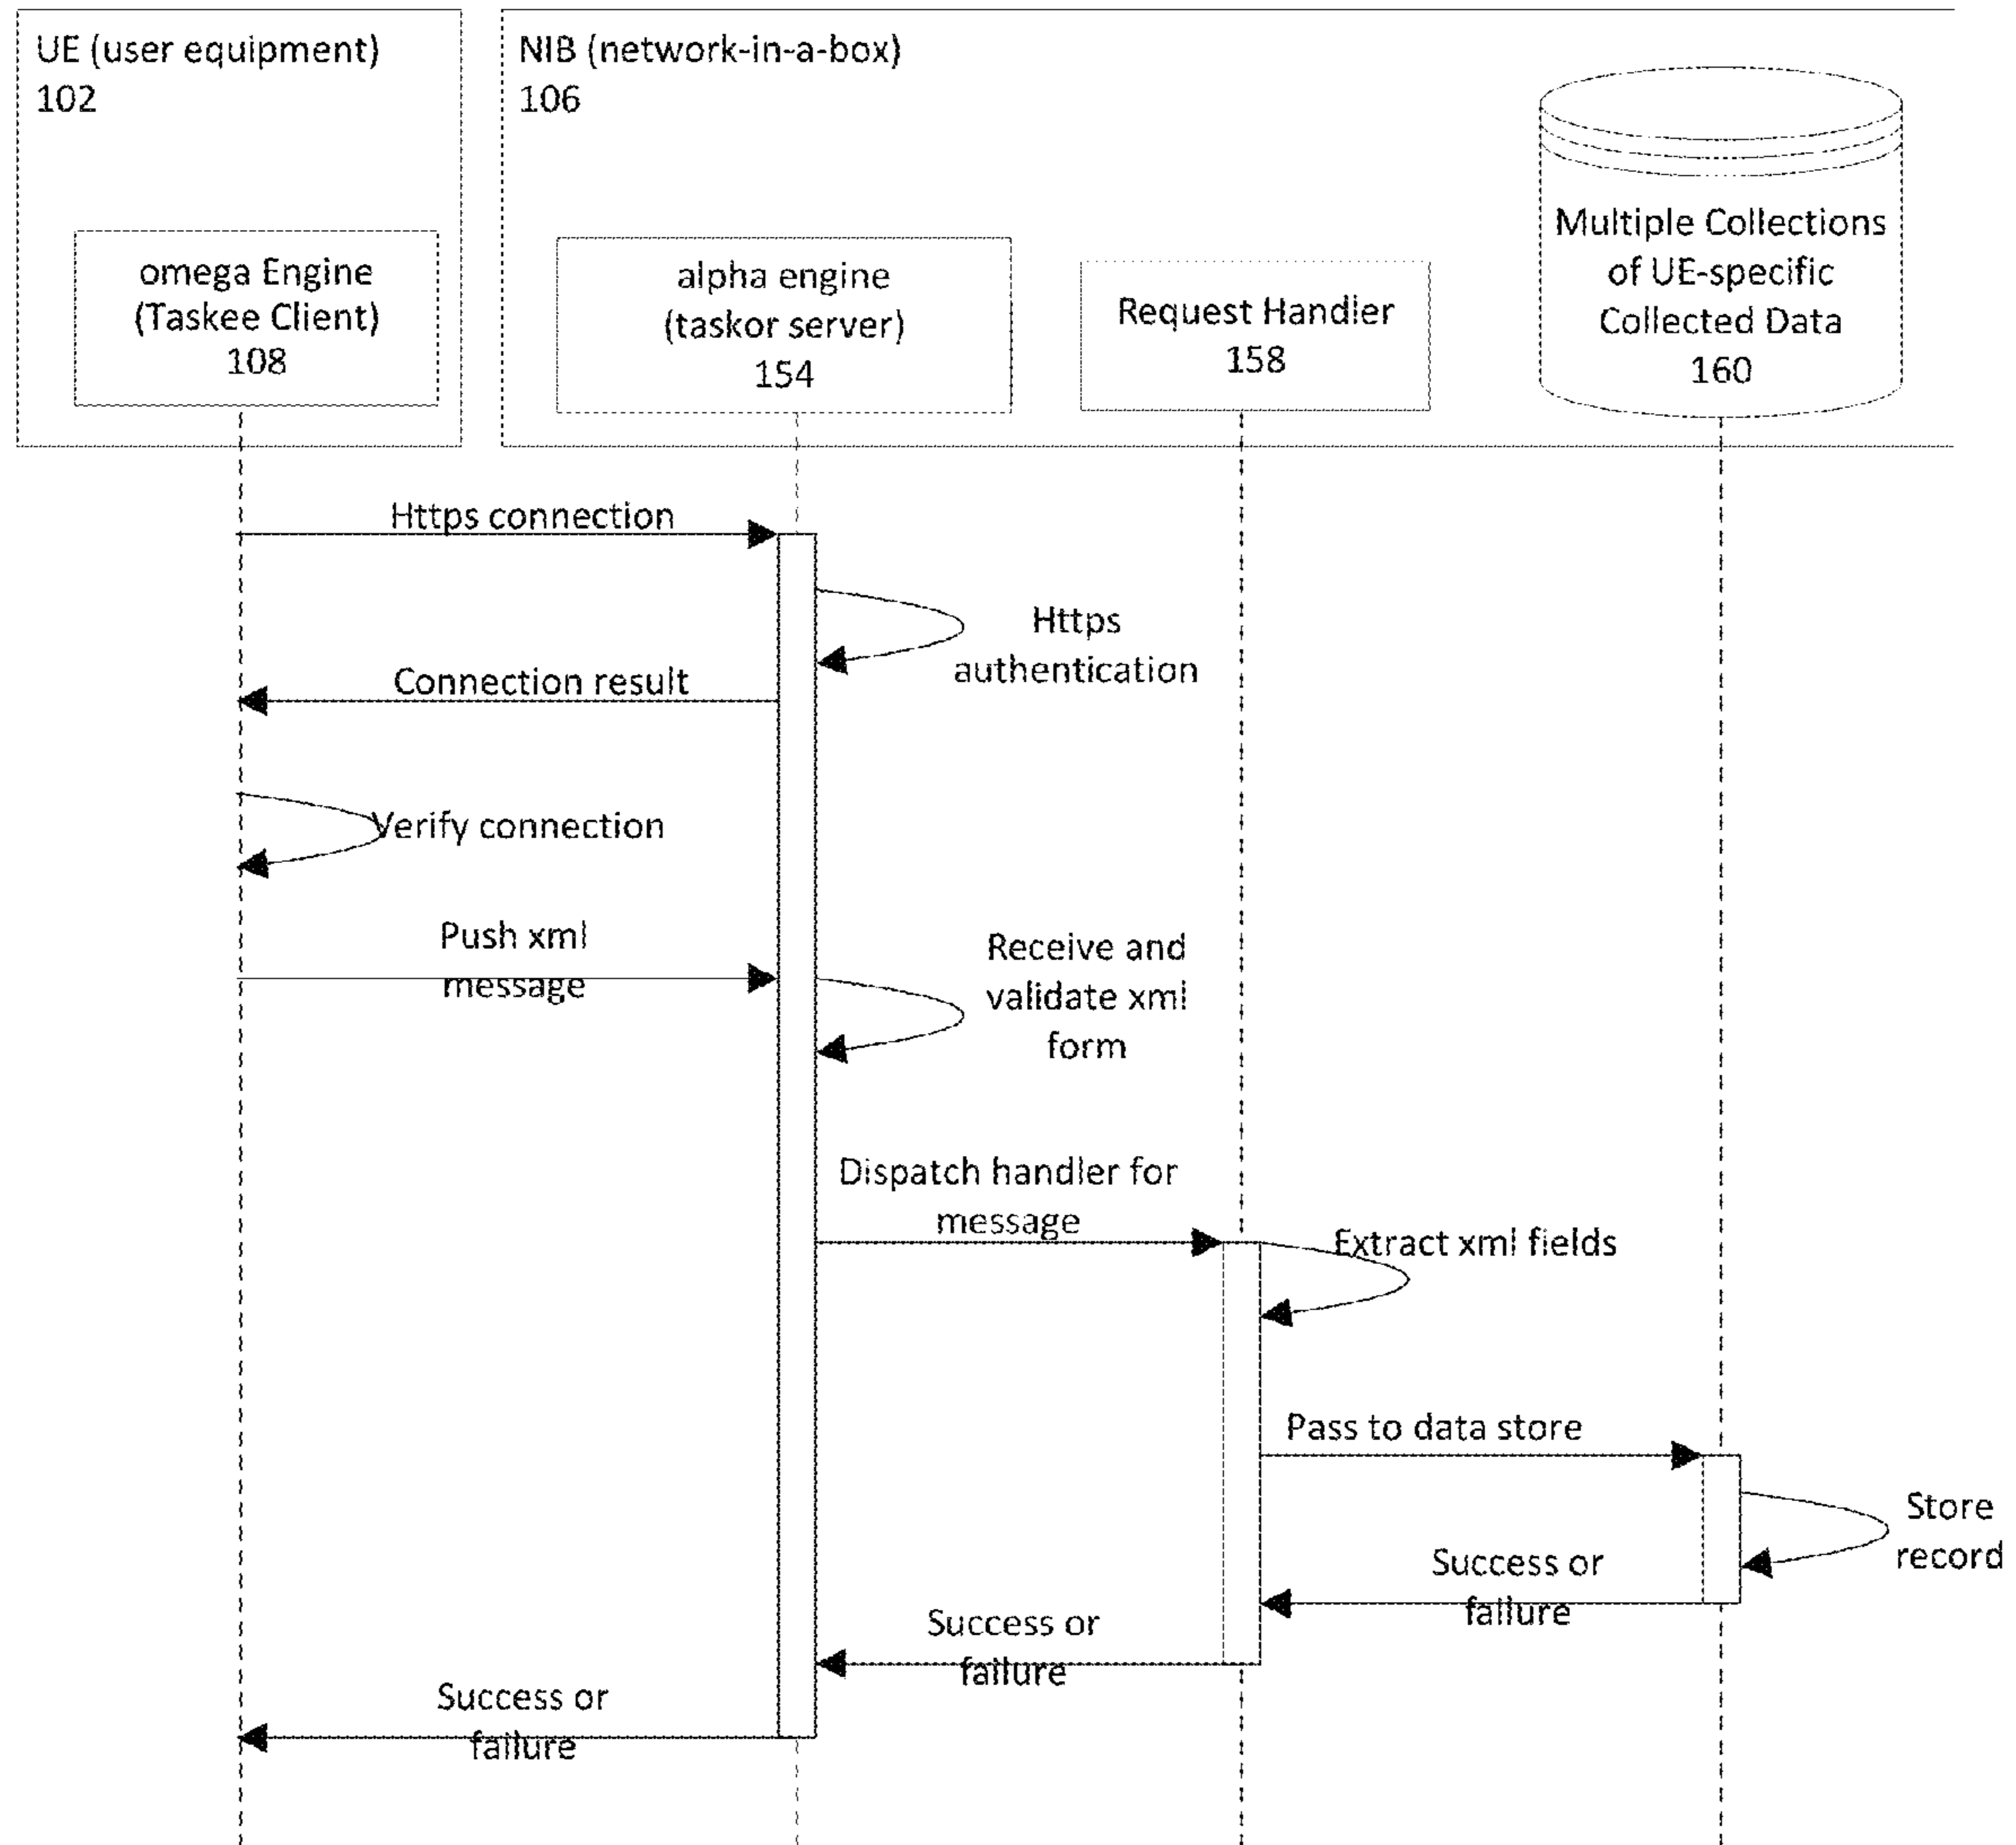 UE (user equipment)
102
NIB (network-in-a-box)
106
omega Engine
(Taskee Client)
108
alpha engine
(taskor server)
154
Request Handler
158
Multiple Collections
of UE-specific
Collected Data
160
Https connection
Https
authentication
Connection result
Verify connection
Push xml
message
Receive and
validate xml
form
Dispatch handler for
message
Extract xml fields
Pass to data store
Store
record
Success or
failure
Success or
failure
Success or
failure